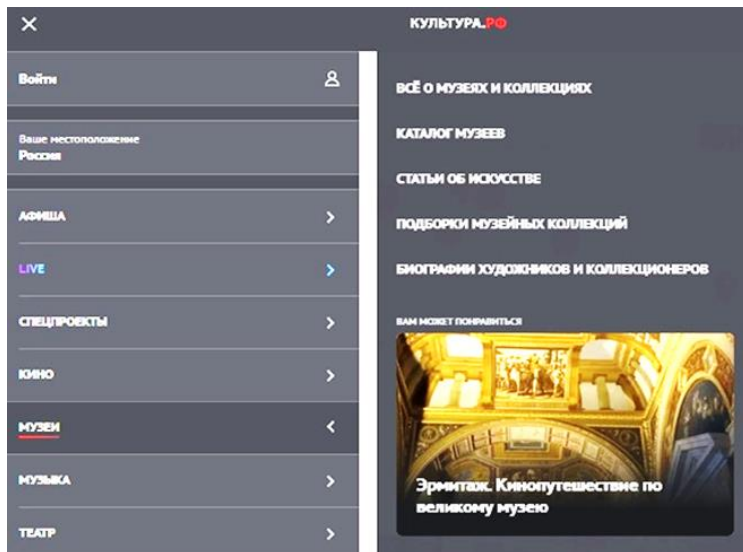 КУЛЬТУРА.РФ
Войти
Ваше местоположение
Россия
АФИША
LIVE
СПЕЦПРОЕКТЫ
КИНО
МУЗЕИ
МУЗЫКА
ТЕАТР
ВСЁ О МУЗЕЯХ И КОЛЛЕКЦИЯХ
КАТАЛОГ МУЗЕЕВ
СТАТЬИ ОБ ИСКУССТВЕ
ПОДБОРКИ МУЗЕЙНЫХ КОЛЛЕКЦИЙ
БИОГРАФИИ ХУДОЖНИКОВ И КОЛЛЕКЦИОНЕРОВ
ВАМ МОЖЕТ ПОНРАВИТЬСЯ
Эрмитаж. Кинопутешествие по
великому музею